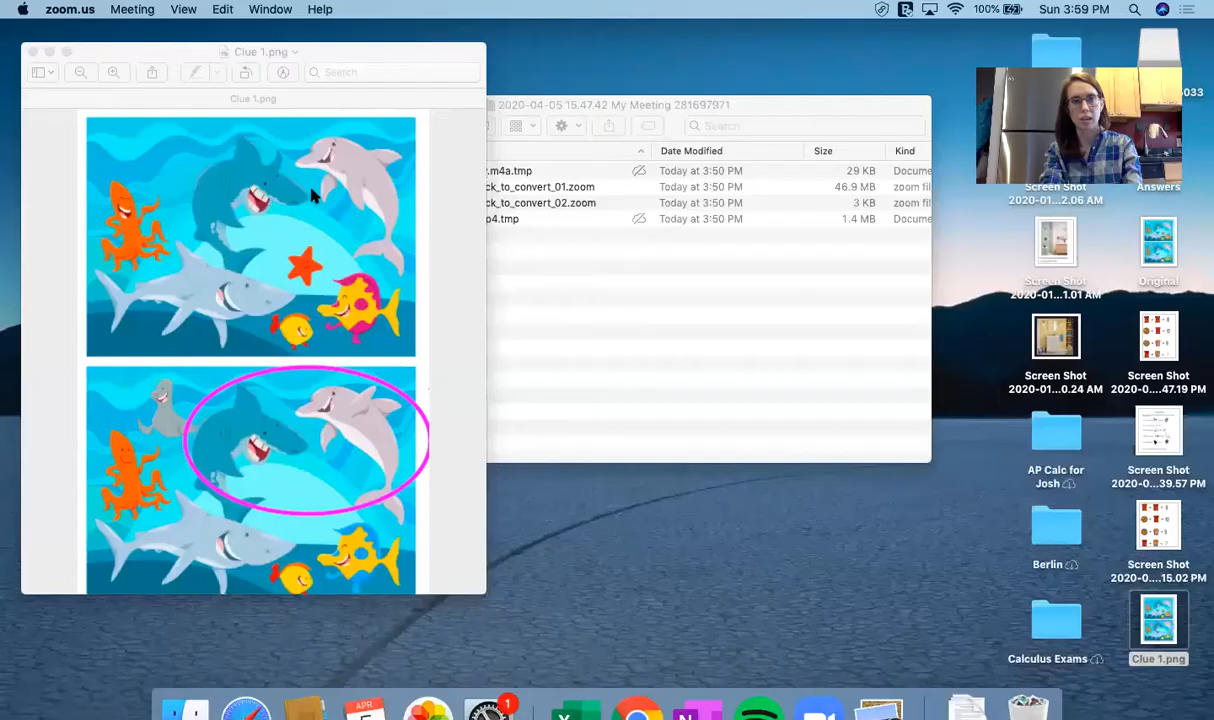 zoom.us Meeting View Edit Window Help
100% Sun 3:59 PM
Clue 1.png
Search
Clue 1.png
2020-04-05 15.47.42 My Meeting 281697971
Search
Date Modified Size Kind
.m4a.tmp Today at 3:50 PM 29 KB Docume
ck_to_convert_01.zoom Today at 3:50 PM 46.9 MB zoom fil
ck_to_convert_02.zoom Today at 3:50 PM 3 KB zoom fil
p4.tmp Today at 3:50 PM 1.4 MB Docume
033
Screen Shot
2020-01...2.06 AM
Answers
Screen Shot
2020-01...1.01 AM
Original
Screen Shot
2020-01...0.24 AM
Screen Shot
2020-0....47.19 PM
AP Calc for
Josh
Screen Shot
2020-0....39.57 PM
Berlin
Screen Shot
2020-0....15.02 PM
Calculus Exams
Clue 1.png
APR
1